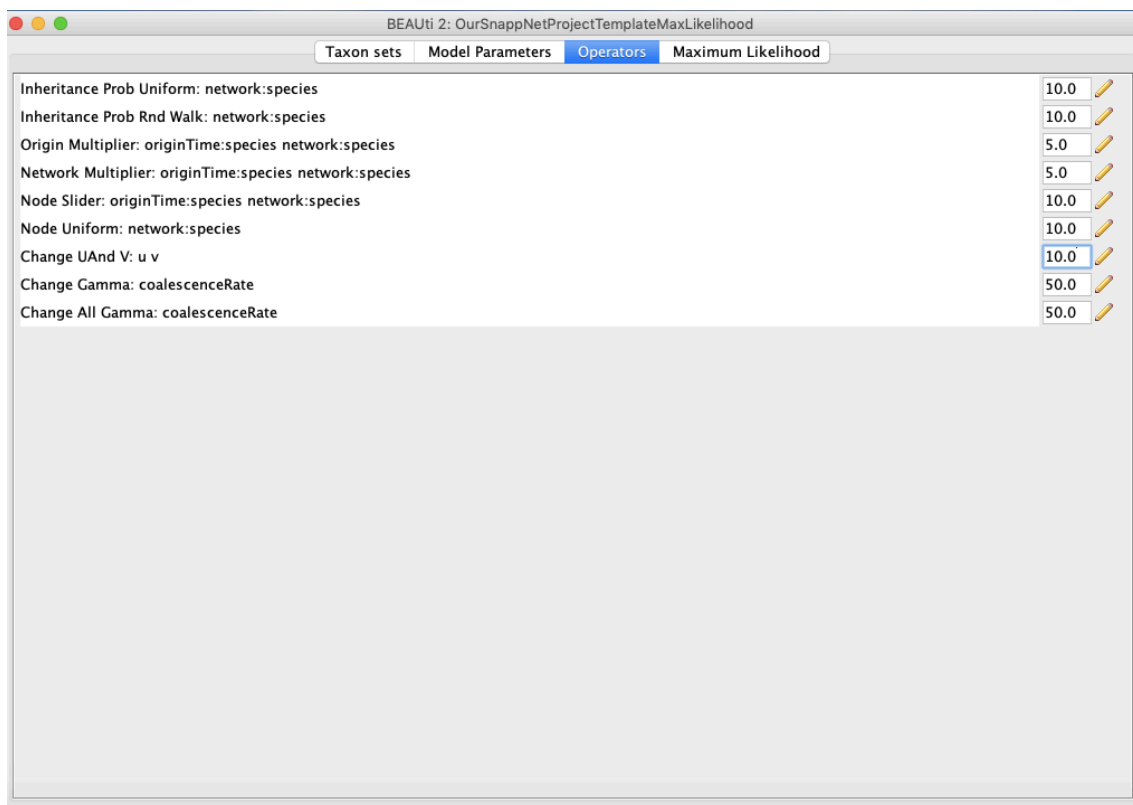 BEAUti 2: OurSnappNetProjectTemplateMaxLikelihood
Taxon sets Model Parameters Operators Maximum Likelihood
Inheritance Prob Uniform: network:species 10.0
Inheritance Prob Rnd Walk: network:species 10.0
Origin Multiplier: originTime:species network:species 5.0
Network Multiplier: originTime:species network:species 5.0
Node Slider: originTime:species network:species 10.0
Node Uniform: network:species 10.0
Change UAnd V: u v 10.0
Change Gamma: coalescenceRate 50.0
Change All Gamma: coalescenceRate 50.0